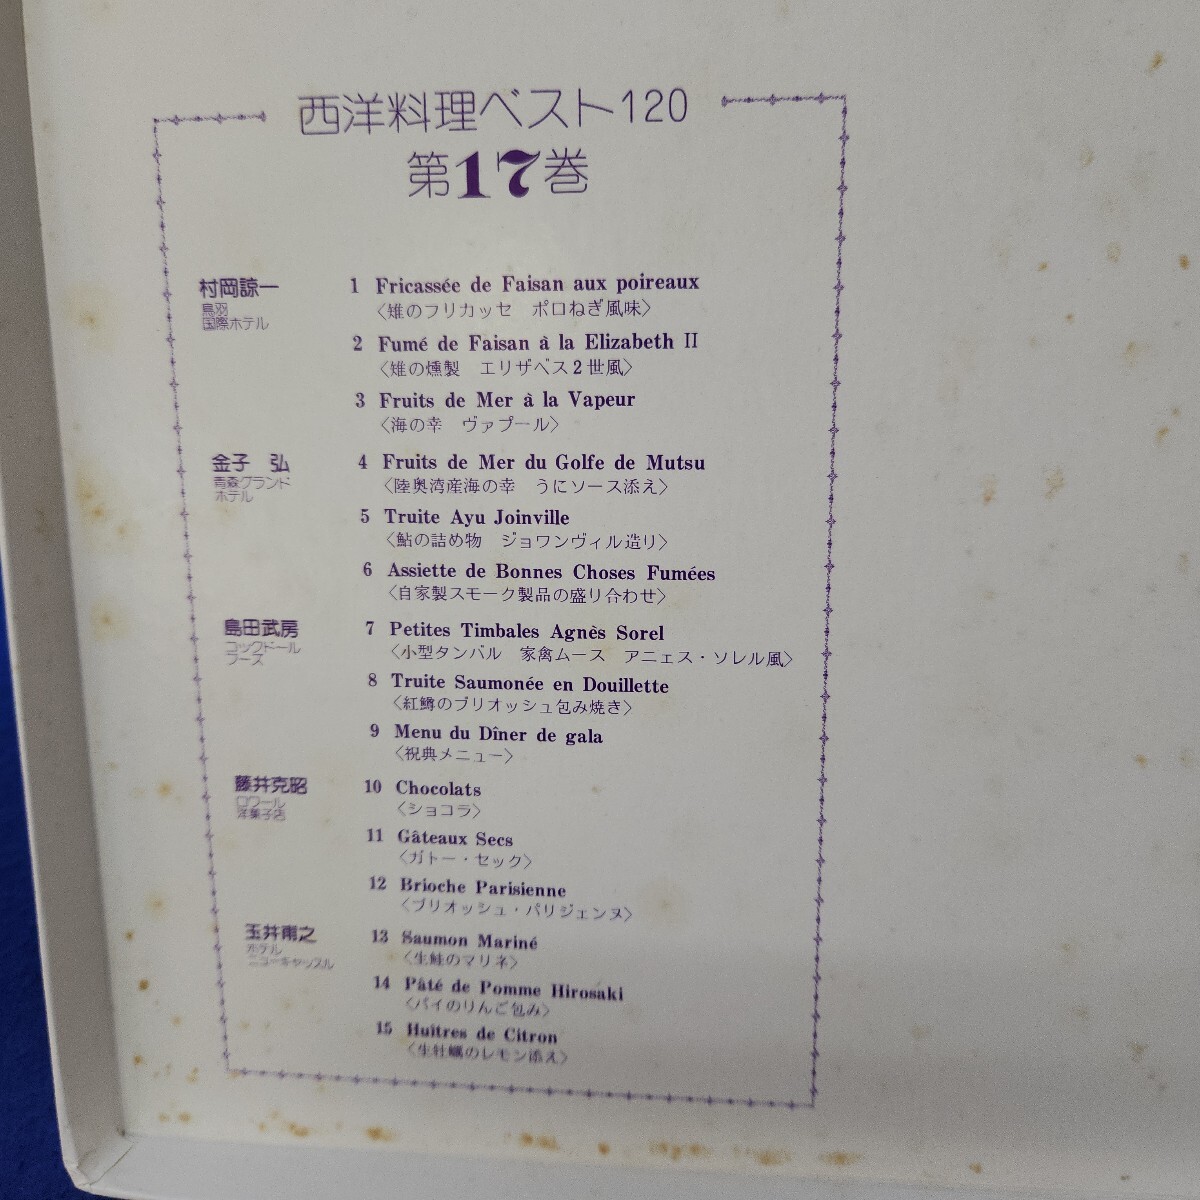 西洋料理ベスト120
第17巻
村岡諒一
鳥羽
国際ホテル
1 Fricassée de Faisan aux poireaux
〈雉のフリカッセ ポロねぎ風味〉
2 Fumé de Faisan à la Elizabeth II
〈雉の燻製 エリザベス2世風〉
3 Fruits de Mer à la Vapeur
〈海の幸 ヴァプール〉
金子 弘
青森グランド
ホテル
4 Fruits de Mer du Golfe de Mutsu
〈陸奥湾産海の幸 うにソース添え〉
5 Truite Ayu Joinville
〈鮎の詰め物 ジョワンヴィル造り〉
6 Assiette de Bonnes Choses Fumées
〈自家製スモーク製品の盛り合わせ〉
島田武房
コックドール
フーズ
7 Petites Timbales Agnès Sorel
〈小型タンバル 家禽ムース アニェス・ソレル風〉
8 Truite Saumonée en Douillette
〈紅鱒のブリオッシュ包み焼き〉
9 Menu du Dîner de gala
〈祝典メニュー〉
藤井克昭
ロワール
洋菓子店
10 Chocolats
〈ショコラ〉
11 Gâteaux Secs
〈ガトー・セック〉
12 Brioche Parisienne
〈ブリオッシュ・パリジェンヌ〉
玉井甫之
ホテル
ニューキャッスル
13 Saumon Mariné
〈生鮭のマリネ〉
14 Pâté de Pomme Hirosaki
〈パイのりんご包み〉
15 Huîtres de Citron
〈生牡蠣のレモン添え〉